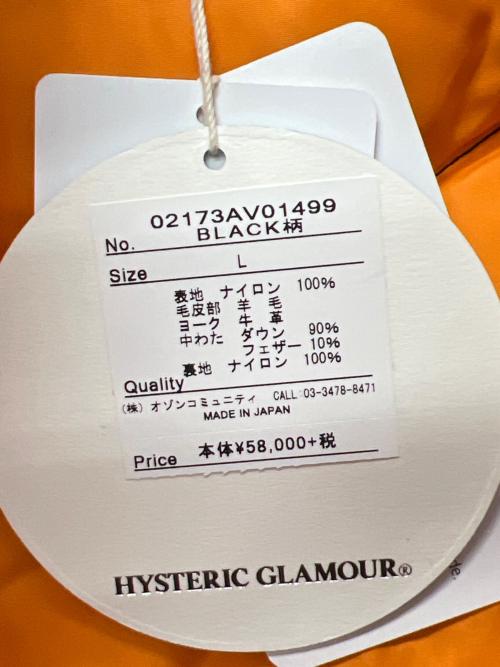 02173AV01499
No. BLACK柄
Size L
表地 ナイロン 100%
毛皮部 羊毛
ヨーク 牛革
中わた ダウン 90%
フェザー 10%
裏地 ナイロン 100%
Quality
(株)オゾンコミュニティ CALL:03-3478-8471
MADE IN JAPAN
Price 本体¥58,000+税
HYSTERIC GLAMOUR®